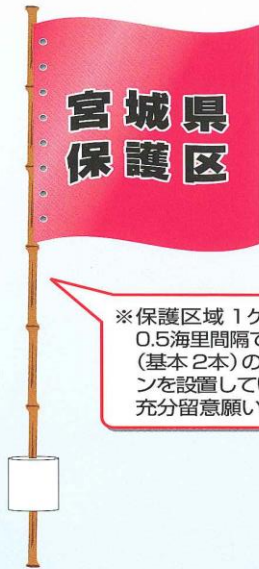 宮城県
保護区
※保護区域 1ケ
0.5海里間隔で
(基本2本)の
ンを設置してい
充分留意願い